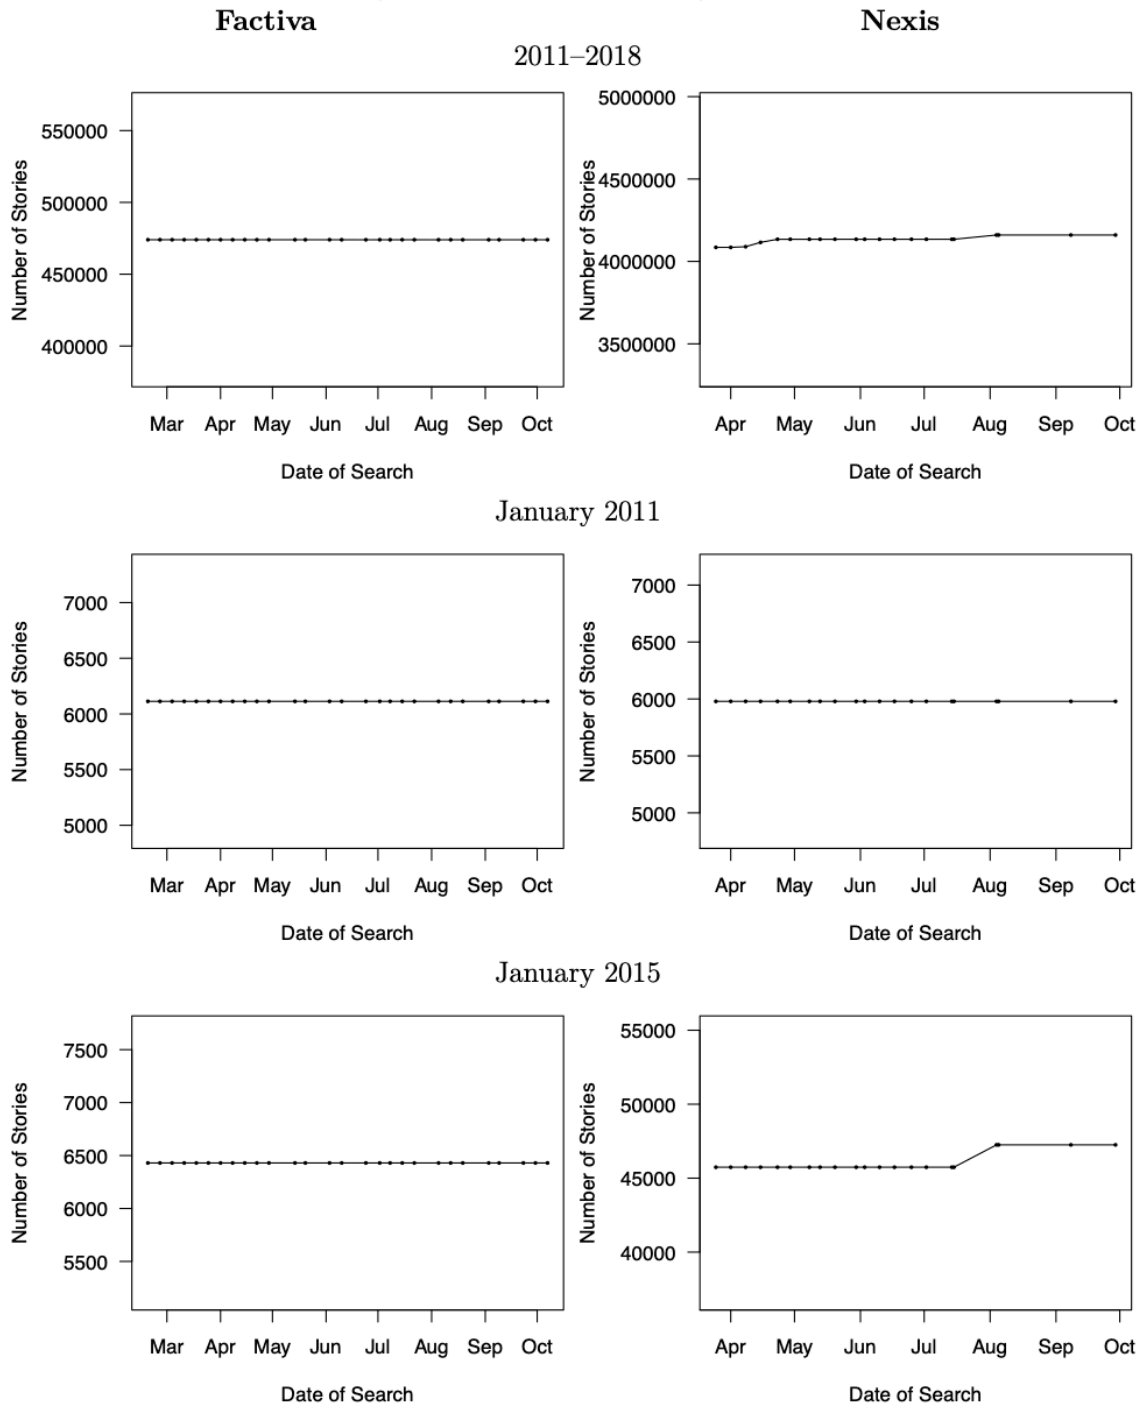 Factiva Nexis
2011–2018
550000
500000
450000
400000
Number of Stories
Mar Apr May Jun Jul Aug Sep Oct
Date of Search
5000000
4500000
4000000
3500000
Number of Stories
Apr May Jun Jul Aug Sep Oct
Date of Search
January 2011
7000
6500
6000
5500
5000
Number of Stories
Mar Apr May Jun Jul Aug Sep Oct
Date of Search
7000
6500
6000
5500
5000
Number of Stories
Apr May Jun Jul Aug Sep Oct
Date of Search
January 2015
7500
7000
6500
6000
5500
Number of Stories
Mar Apr May Jun Jul Aug Sep Oct
Date of Search
55000
50000
45000
40000
Number of Stories
Apr May Jun Jul Aug Sep Oct
Date of Search